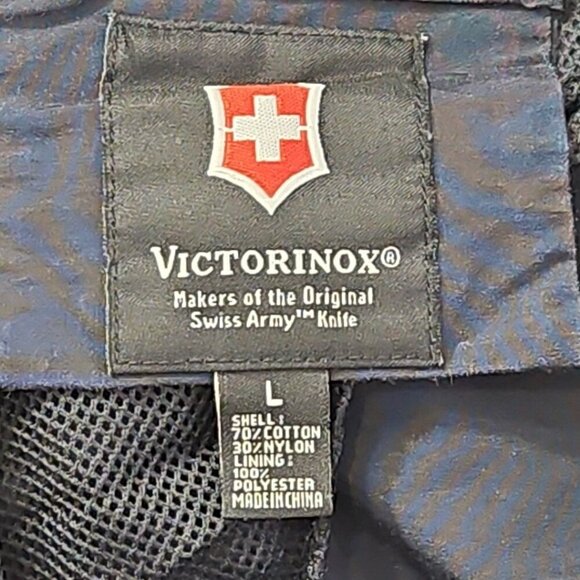 VICTORINOX®
Makers of the Original
Swiss Army™ Knife
L
SHELL:
70%COTTON
30%NYLON
LINING:
100%
POLYESTER
MADE IN CHINA